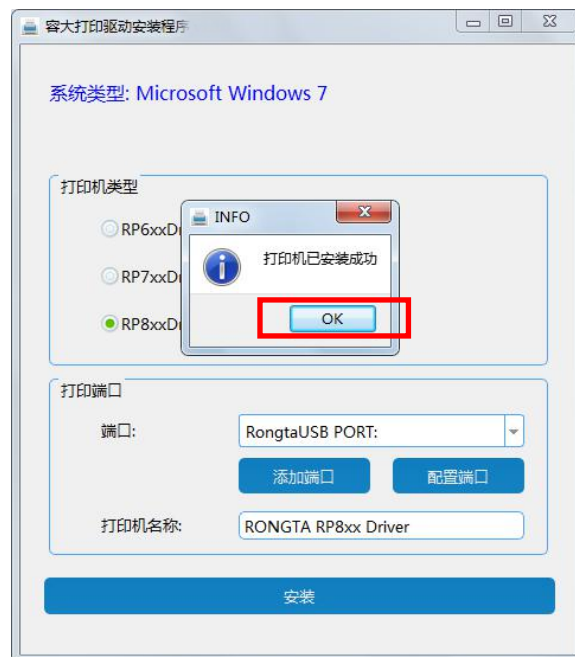 容大打印驱动安装程序
系统类型: Microsoft Windows 7
打印机类型
INFO
RP6xxD
打印机已安装成功
RP7xxD
OK
RP8xxD
打印端口
端口:
RongtaUSB PORT:
添加端口
配置端口
打印机名称:
RONGTA RP8xx Driver
安装